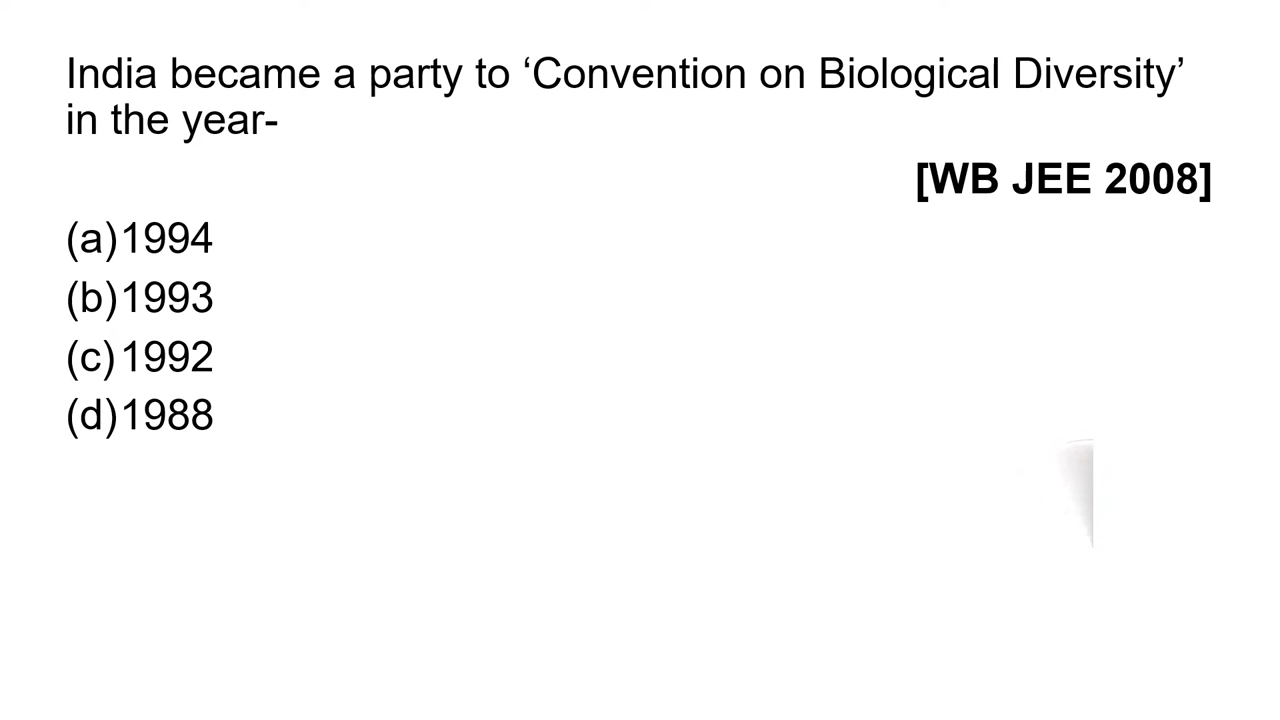 India became a party to ‘Convention on Biological Diversity’
in the year-
[WB JEE 2008]
(a) 1994
(b) 1993
(c) 1992
(d) 1988